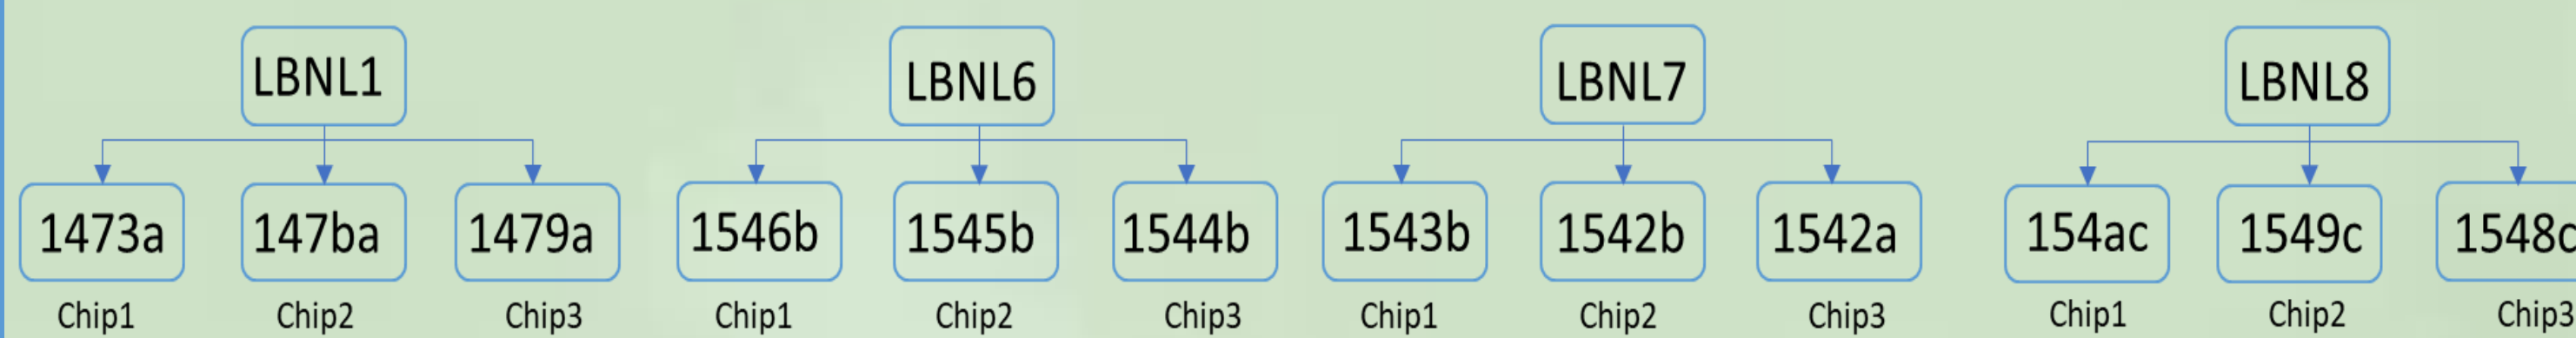 LBNL1 LBNL6 LBNL7 LBNL8
1473a 147ba 1479a 1546b 1545b 1544b 1543b 1542b 1542a 154ac 1549c 1548c
Chip1 Chip2 Chip3 Chip1 Chip2 Chip3 Chip1 Chip2 Chip3 Chip1 Chip2 Chip3